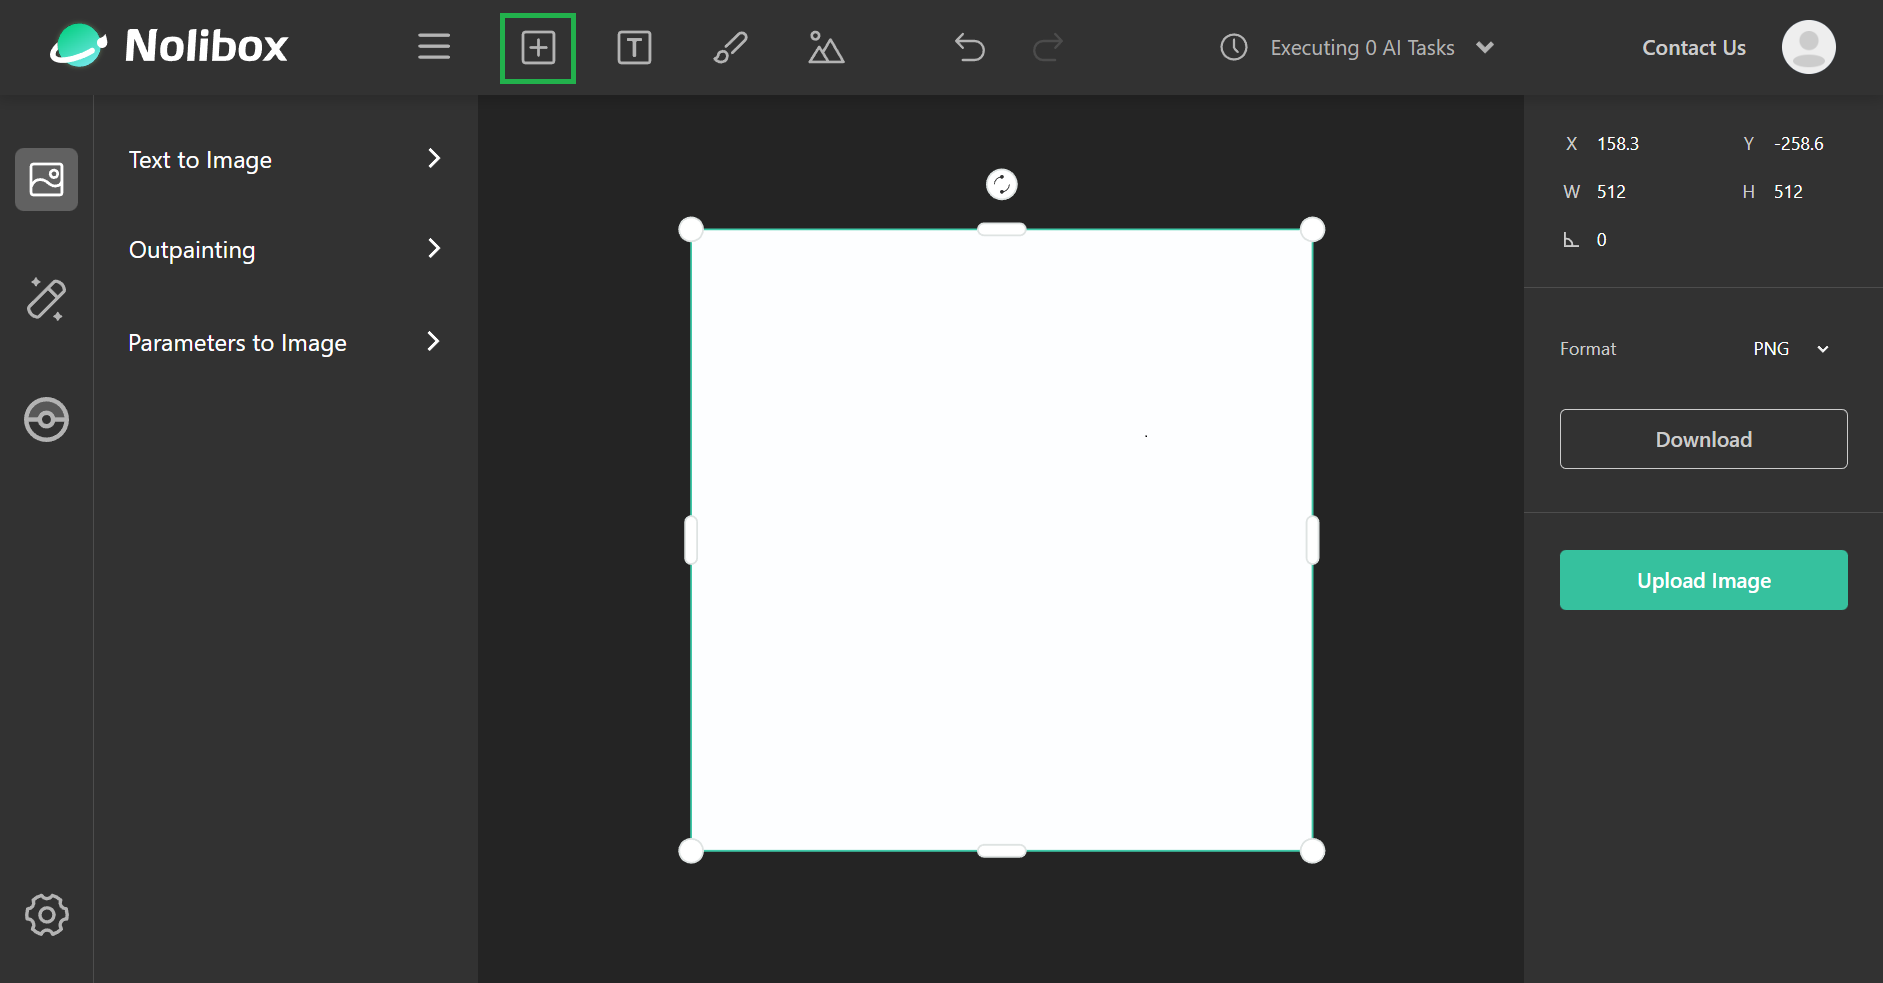 Nolibox
T
Executing 0 AI Tasks
Contact Us
Text to Image
Outpainting
Parameters to Image
X 158.3 Y -258.6
W 512 H 512
0
Format PNG
Download
Upload Image